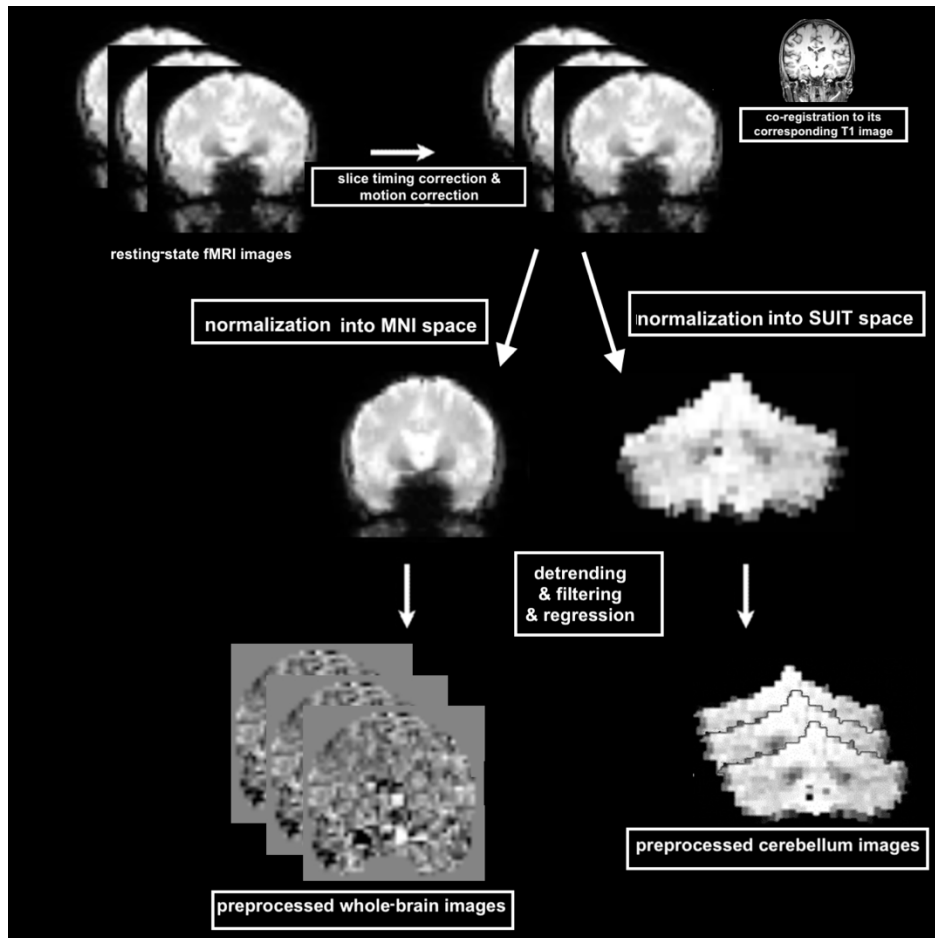 co-registration to its
corresponding T1 image
slice timing correction &
motion correction
resting-state fMRI images
normalization into MNI space
normalization into SUIT space
detrending
& filtering
& regression
preprocessed cerebellum images
preprocessed whole-brain images